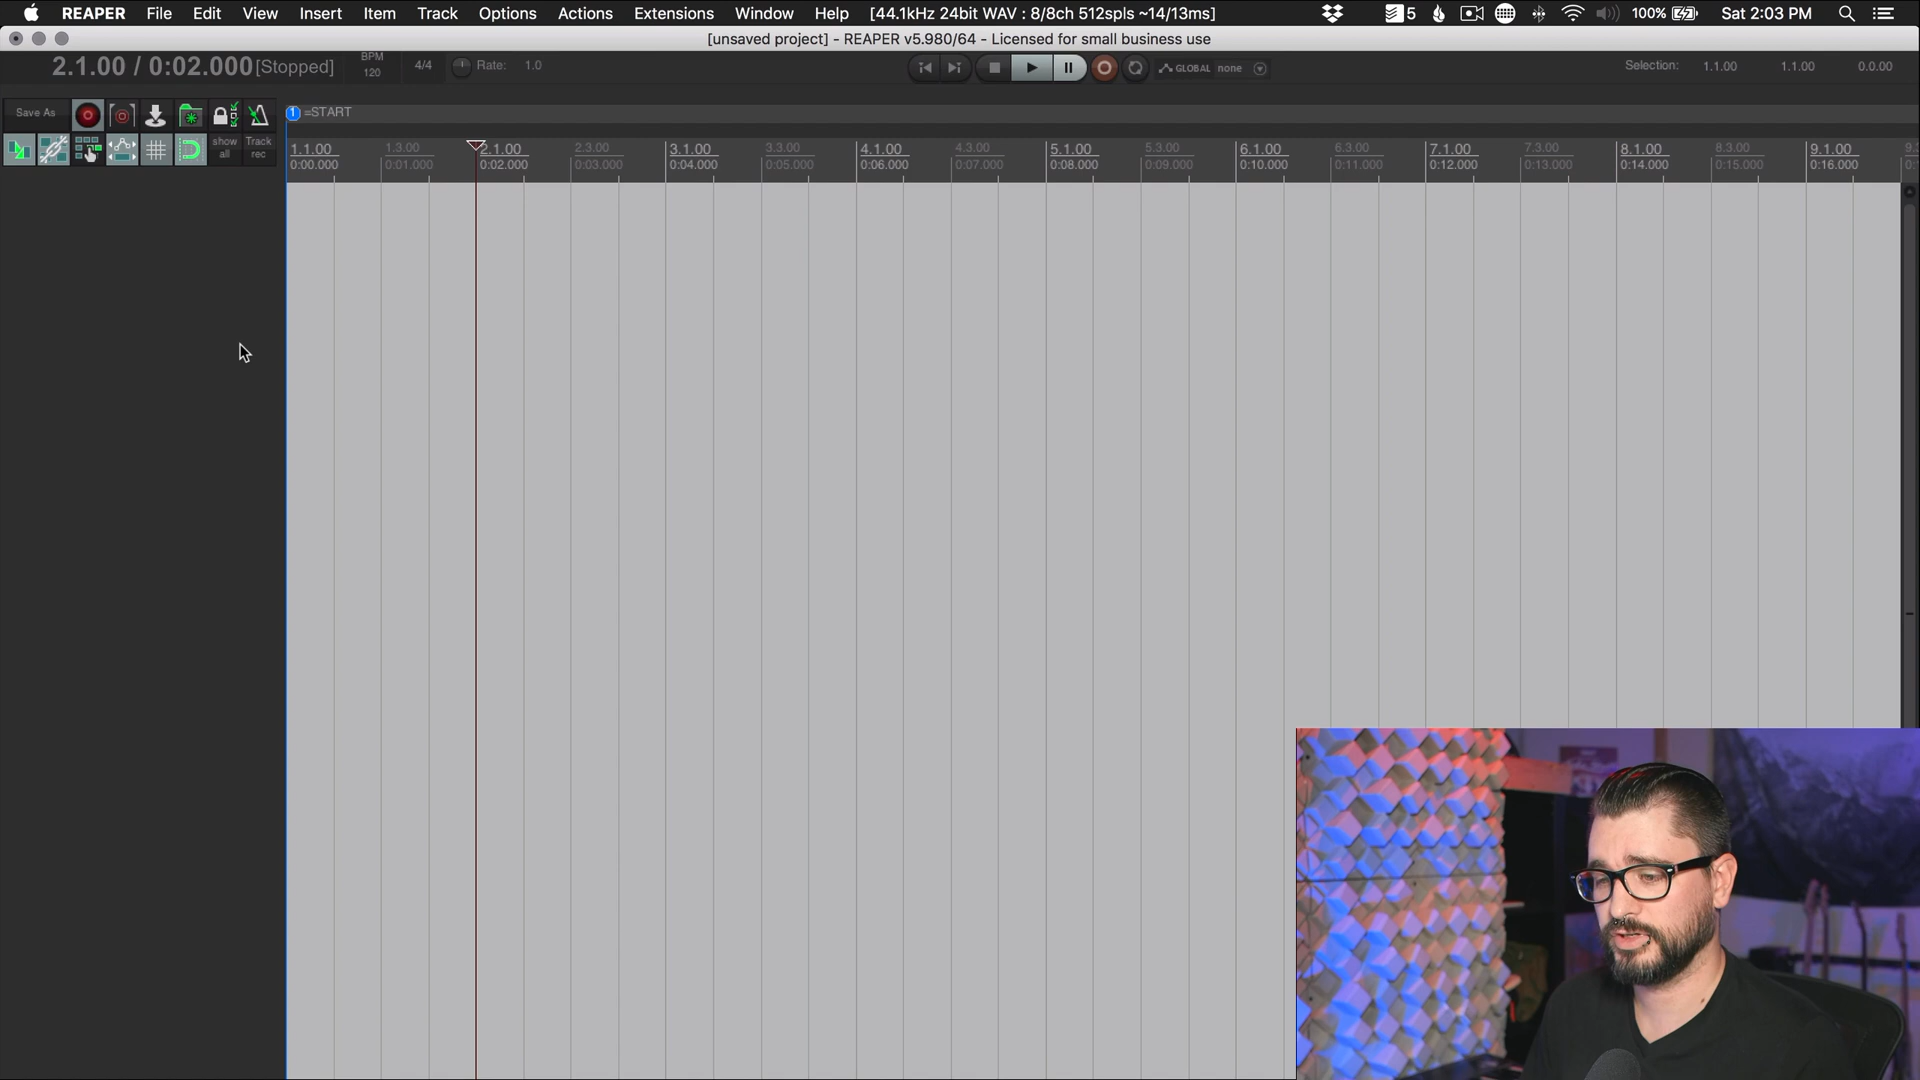 REAPER File Edit View Insert Item Track Options Actions Extensions Window Help [44.1kHz 24bit WAV : 8/8ch 512spls ~14/13ms] 5 100% Sat 2:03 PM
[unsaved project] - REAPER v5.980/64 - Licensed for small business use
2.1.00 / 0:02.000 [Stopped] BPM 120 4/4 Rate: 1.0 GLOBAL none Selection: 1.1.00 1.1.00 0.0.00
Save As 1 =START
show all Track rec
1.1.00 1.3.00 2.1.00 2.3.00 3.1.00 3.3.00 4.1.00 4.3.00 5.1.00 5.3.00 6.1.00 6.3.00 7.1.00 7.3.00 8.1.00 8.3.00 9.1.00
0:00.000 0:01.000 0:02.000 0:03.000 0:04.000 0:05.000 0:06.000 0:07.000 0:08.000 0:09.000 0:10.000 0:11.000 0:12.000 0:13.000 0:14.000 0:15.000 0:16.000